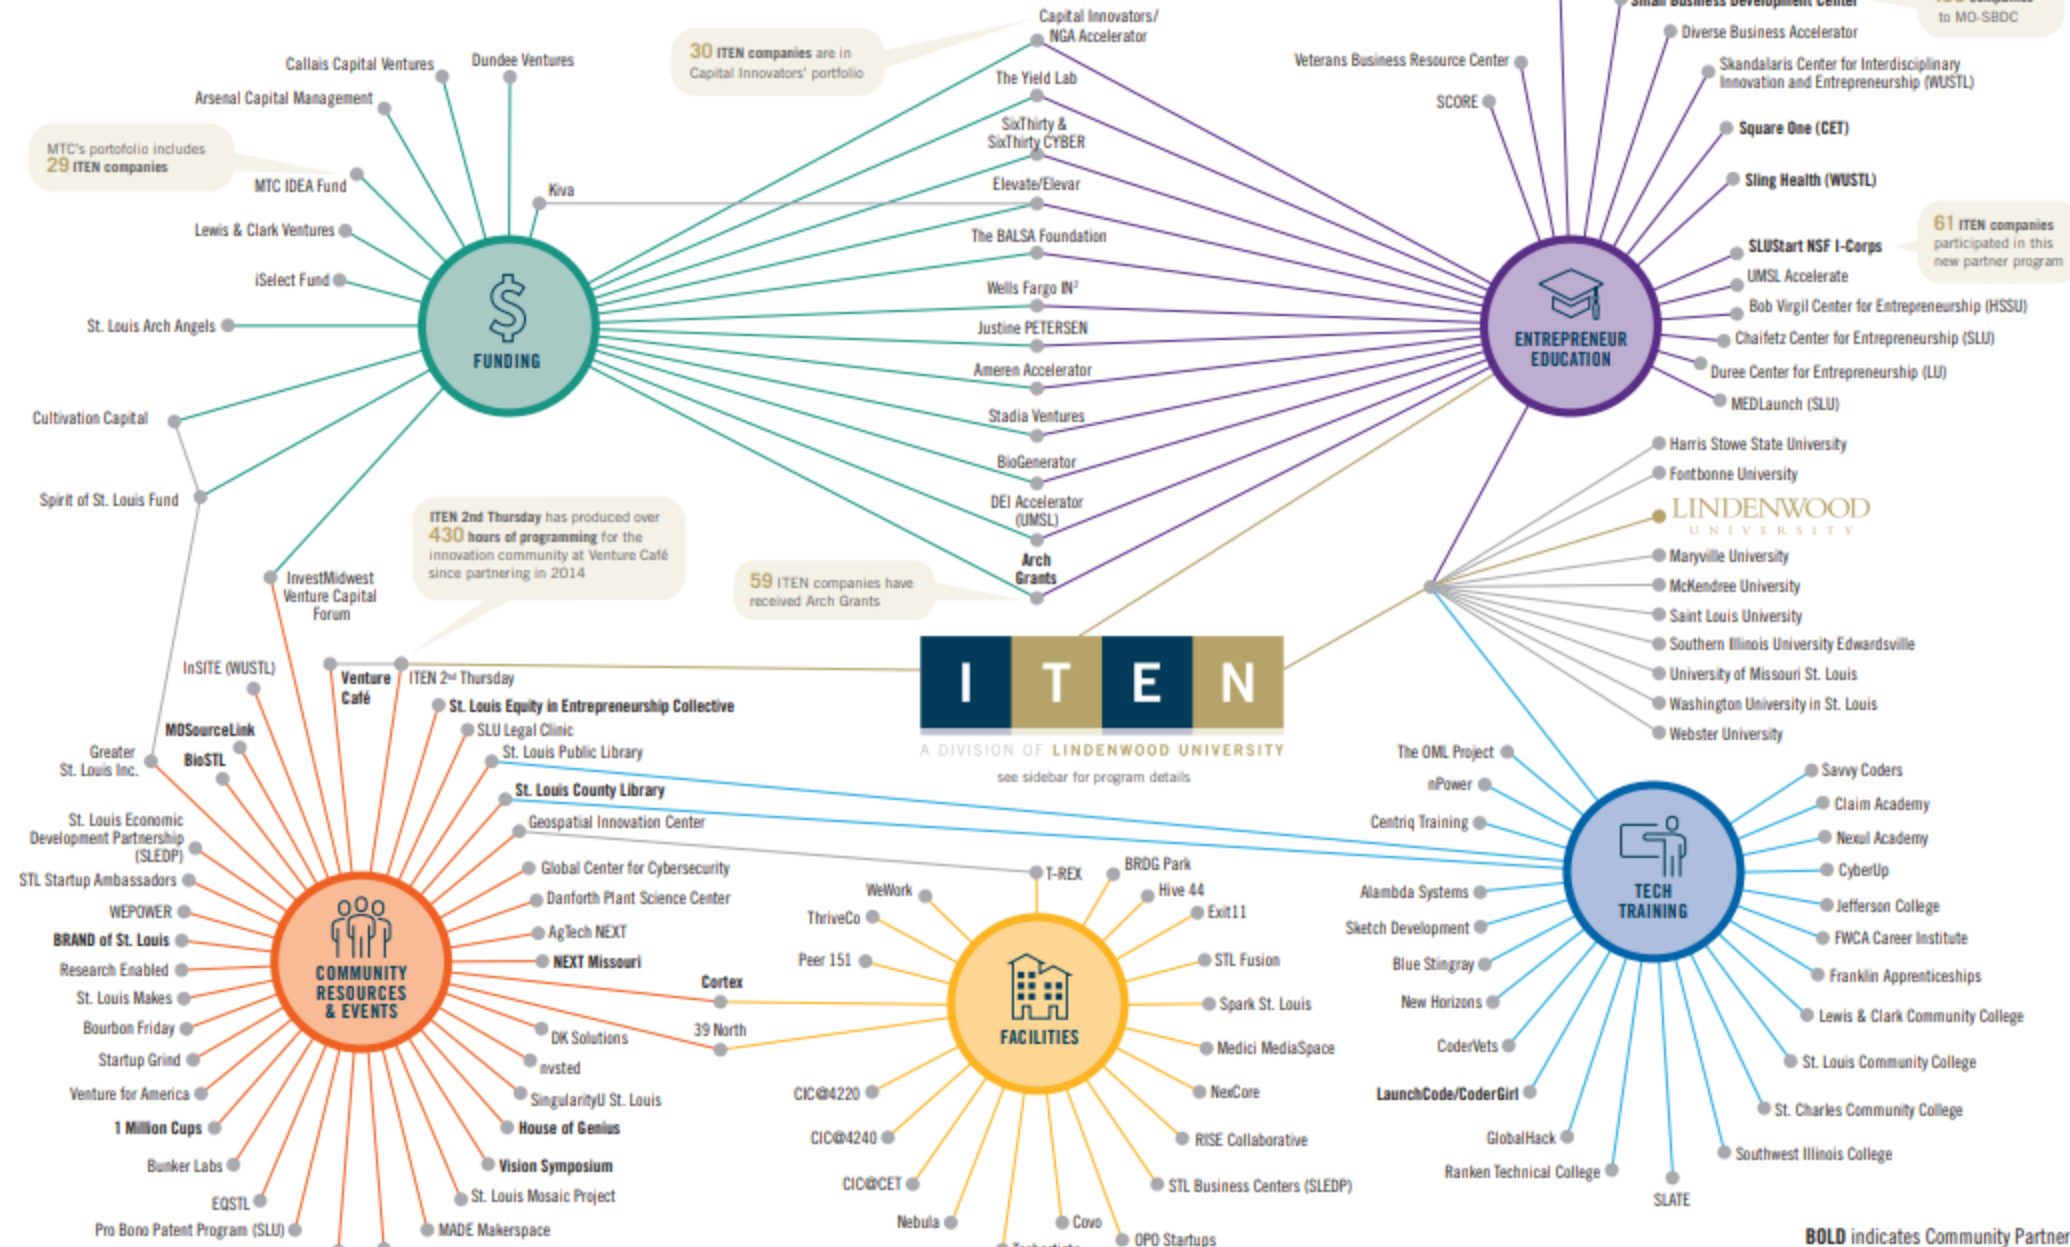 Capital Innovators/
NGA Accelerator
30 ITEN companies are in
Capital Innovators' portfolio
Small Business Development Center
companies
to MO-SBDC
Diverse Business Accelerator
Veterans Business Resource Center
Skandalaris Center for Interdisciplinary
Innovation and Entrepreneurship (WUSTL)
SCORE
Square One (CET)
Sling Health (WUSTL)
SLUStart NSF I-Corps
61 ITEN companies
participated in this
new partner program
UMSL Accelerate
Bob Virgil Center for Entrepreneurship (HSSU)
Chaifetz Center for Entrepreneurship (SLU)
Duree Center for Entrepreneurship (LU)
MEDLaunch (SLU)
ENTREPRENEUR
EDUCATION
Callais Capital Ventures
Dundee Ventures
Arsenal Capital Management
MTC's portofolio includes
29 ITEN companies
MTC IDEA Fund
Kiva
Lewis & Clark Ventures
iSelect Fund
St. Louis Arch Angels
FUNDING
Cultivation Capital
Spirit of St. Louis Fund
InvestMidwest
Venture Capital
Forum
The Yield Lab
SixThirty &
SixThirty CYBER
Elevate/Elevar
The BALSA Foundation
Wells Fargo IN²
Justine PETERSEN
Ameren Accelerator
Stadia Ventures
BioGenerator
DEI Accelerator
(UMSL)
Arch
Grants
59 ITEN companies have
received Arch Grants
ITEN 2nd Thursday has produced over
430 hours of programming for the
innovation community at Venture Café
since partnering in 2014
Harris Stowe State University
Fontbonne University
LINDENWOOD
UNIVERSITY
Maryville University
McKendree University
Saint Louis University
Southern Illinois University Edwardsville
University of Missouri St. Louis
Washington University in St. Louis
Webster University
ITEN
A DIVISION OF LINDENWOOD UNIVERSITY
see sidebar for program details
InSITE (WUSTL)
Venture
Café
ITEN 2nd Thursday
St. Louis Equity in Entrepreneurship Collective
SLU Legal Clinic
St. Louis Public Library
St. Louis County Library
Geospatial Innovation Center
Global Center for Cybersecurity
Danforth Plant Science Center
AgTech NEXT
NEXT Missouri
MOSourceLink
BioSTL
Greater
St. Louis Inc.
St. Louis Economic
Development Partnership
(SLEDP)
STL Startup Ambassadors
WEPOWER
BRAND of St. Louis
Research Enabled
St. Louis Makes
Bourbon Friday
Startup Grind
Venture for America
1 Million Cups
Bunker Labs
EQSTL
Pro Bono Patent Program (SLU)
COMMUNITY
RESOURCES
& EVENTS
DK Solutions
nvsted
SingularityU St. Louis
House of Genius
Vision Symposium
St. Louis Mosaic Project
MADE Makerspace
Cortex
39 North
T-REX
BRDG Park
WeWork
Hive 44
ThriveCo
Exit11
Peer 151
STL Fusion
Spark St. Louis
FACILITIES
Medici MediaSpace
CIC@4220
NexCore
CIC@4240
RISE Collaborative
CIC@CET
STL Business Centers (SLEDP)
Nebula
Covo
OPO Startups
The OML Project
nPower
Centriq Training
Alambda Systems
Sketch Development
Blue Stingray
New Horizons
CoderVets
LaunchCode/CoderGirl
GlobalHack
Ranken Technical College
SLATE
TECH
TRAINING
Savvy Coders
Claim Academy
Nexul Academy
CyberUp
Jefferson College
FWCA Career Institute
Franklin Apprenticeships
Lewis & Clark Community College
St. Louis Community College
St. Charles Community College
Southwest Illinois College
BOLD indicates Community Partner